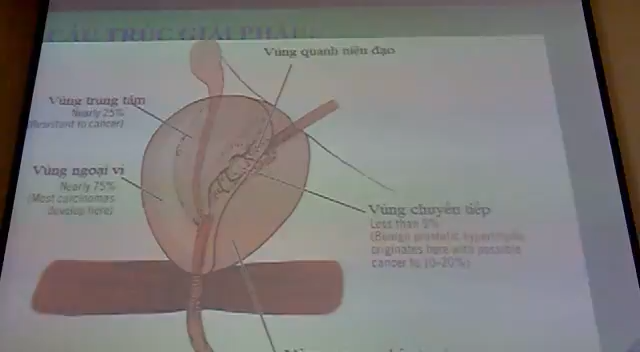 CẤU TRÚC GIẢI PHẪU
Vùng quanh niệu đạo
Vùng trung tâm
Nearly 25%
(Resistant to cancer)
Vùng ngoại vi
Nearly 75%
(Most carcinomas
develop here)
Vùng chuyển tiếp
Less than 5%
(Benign prostatic hypertrophy
originates here with possible
cancer to 10-20%)